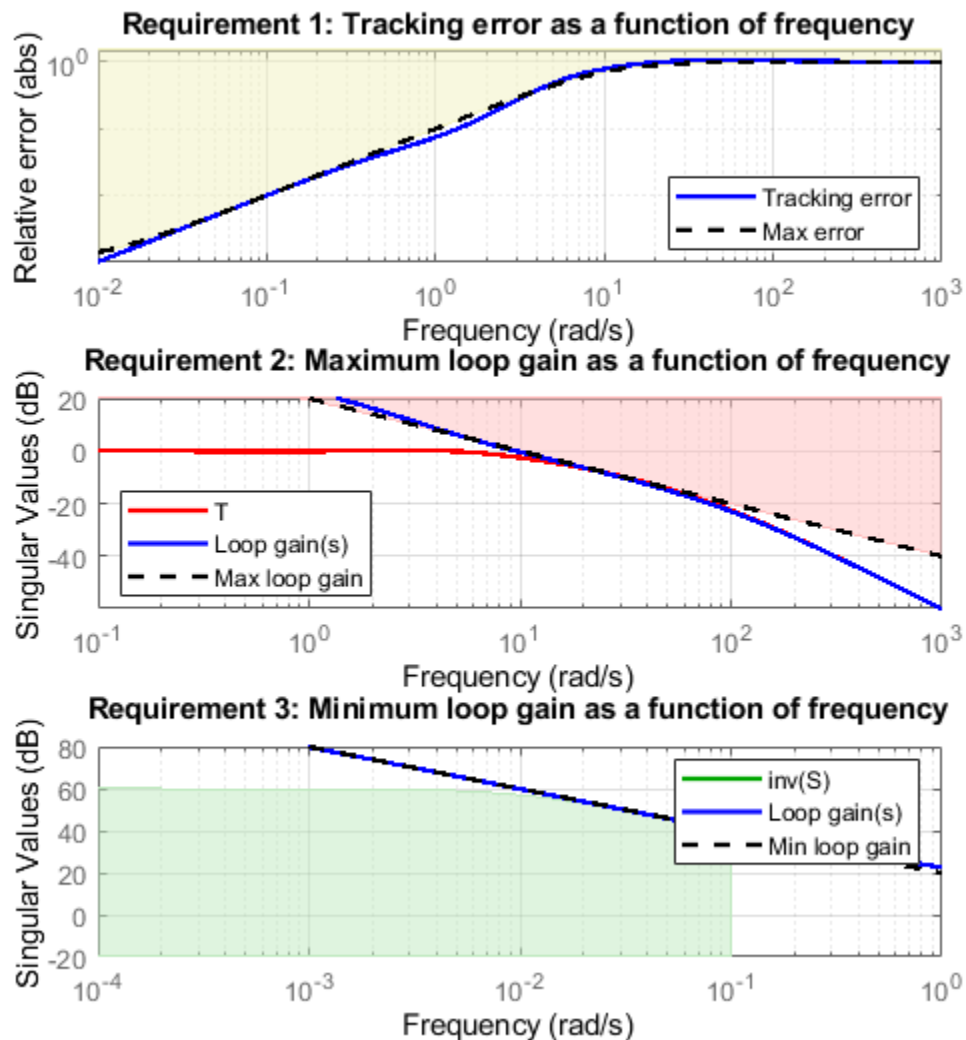 Requirement 1: Tracking error as a function of frequency
Relative error (abs)
10^0
Tracking error
Max error
10^-2 10^-1 10^0 10^1 10^2 10^3
Frequency (rad/s)
Requirement 2: Maximum loop gain as a function of frequency
Singular Values (dB)
20
0
-20
-40
T
Loop gain(s)
Max loop gain
10^-1 10^0 10^1 10^2 10^3
Frequency (rad/s)
Requirement 3: Minimum loop gain as a function of frequency
Singular Values (dB)
80
60
40
20
0
-20
inv(S)
Loop gain(s)
Min loop gain
10^-4 10^-3 10^-2 10^-1 10^0
Frequency (rad/s)